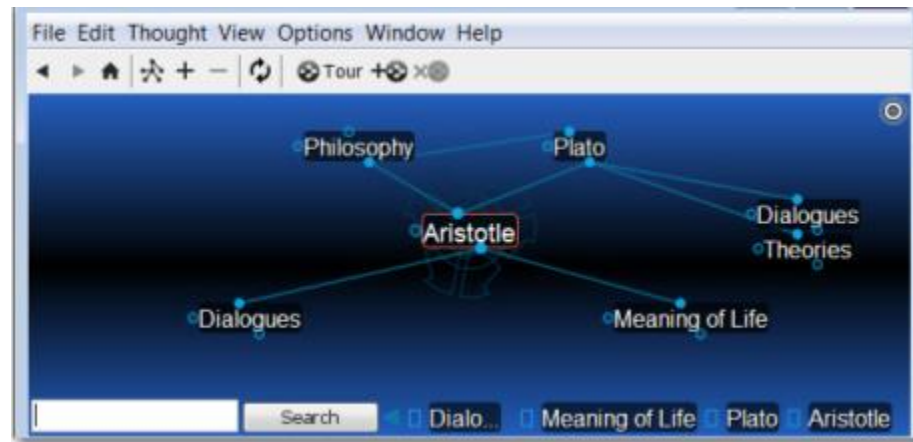 File Edit Thought View Options Window Help
Tour
Philosophy Plato
Dialogues
Aristotle
Theories
Dialogues Meaning of Life
Search Dialo... Meaning of Life Plato Aristotle